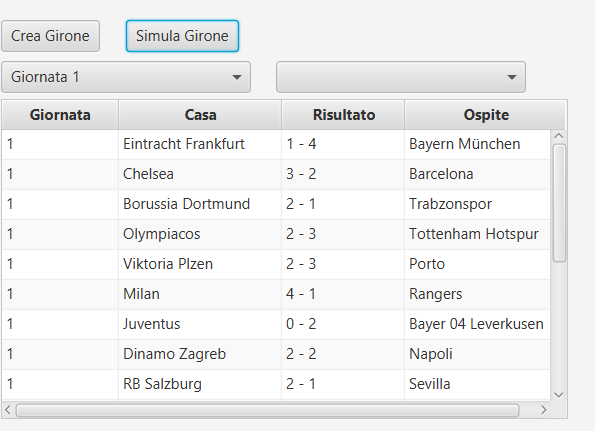 Crea Girone Simula Girone
Giornata 1
Giornata Casa Risultato Ospite
1 Eintracht Frankfurt 1 - 4 Bayern München
1 Chelsea 3 - 2 Barcelona
1 Borussia Dortmund 2 - 1 Trabzonspor
1 Olympiacos 2 - 3 Tottenham Hotspur
1 Viktoria Plzen 2 - 3 Porto
1 Milan 4 - 1 Rangers
1 Juventus 0 - 2 Bayer 04 Leverkusen
1 Dinamo Zagreb 2 - 2 Napoli
1 RB Salzburg 2 - 1 Sevilla